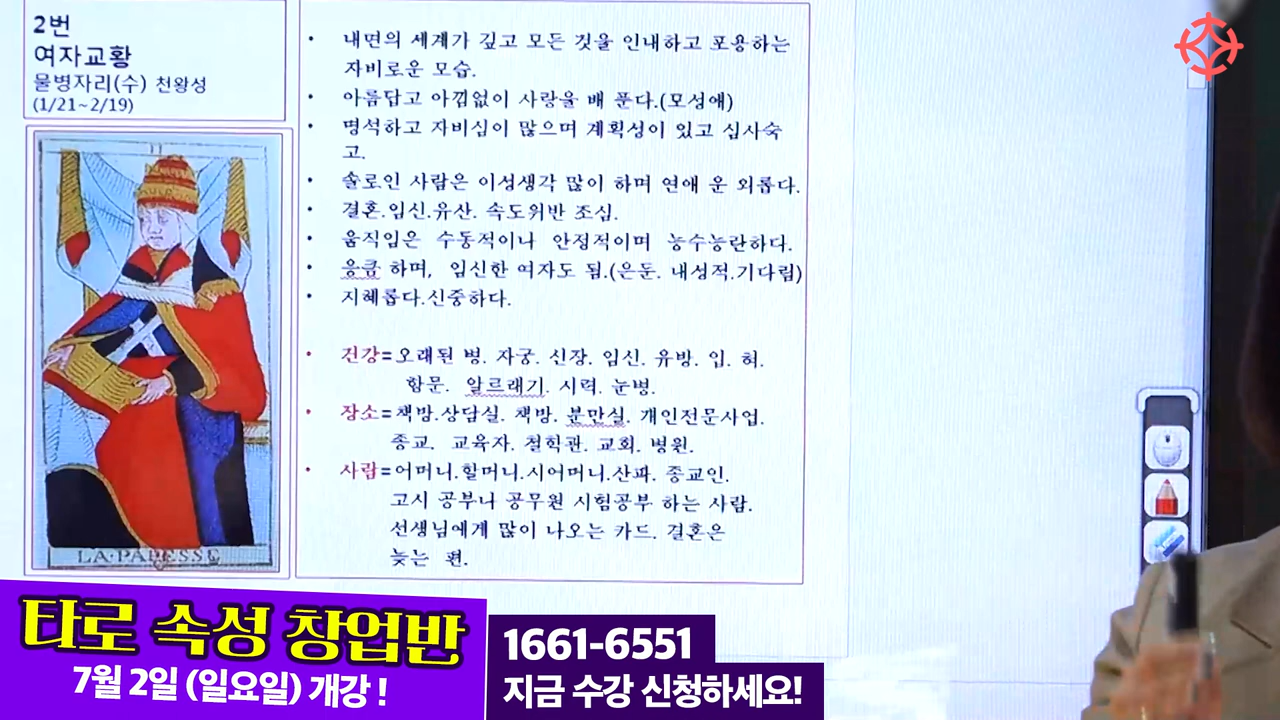 2번
여자교황
물병자리(수) 천왕성
(1/21~2/19)
II
LA·PAPESSE
• 내면의 세계가 깊고 모든 것을 인내하고 포용하는
자비로운 모습.
• 아름답고 아낌없이 사랑을 배 푼다.(모성애)
• 명석하고 자비심이 많으며 계획성이 있고 심사숙
고.
• 솔로인 사람은 이성생각 많이 하며 연애 운 외롭다.
• 결혼.임신.유산. 속도위반 조심.
• 움직임은 수동적이나 안정적이며 능수능란하다.
• 응큼 하며, 임신한 여자도 됨.(은둔. 내성적.기다림)
• 지혜롭다.신중하다.
• 건강=오래된 병. 자궁. 신장. 임신. 유방. 입. 혀.
항문. 알르래기. 시력. 눈병.
• 장소=책방.상담실. 책방. 분만실. 개인전문사업.
종교. 교육자. 철학관. 교회. 병원.
• 사람=어머니.할머니.시어머니.산파. 종교인.
고시 공부나 공무원 시험공부 하는 사람.
선생님에게 많이 나오는 카드. 결혼은
늦는 편.
타로 속성 창업반
7월 2일 (일요일) 개강 !
1661-6551
지금 수강 신청하세요!